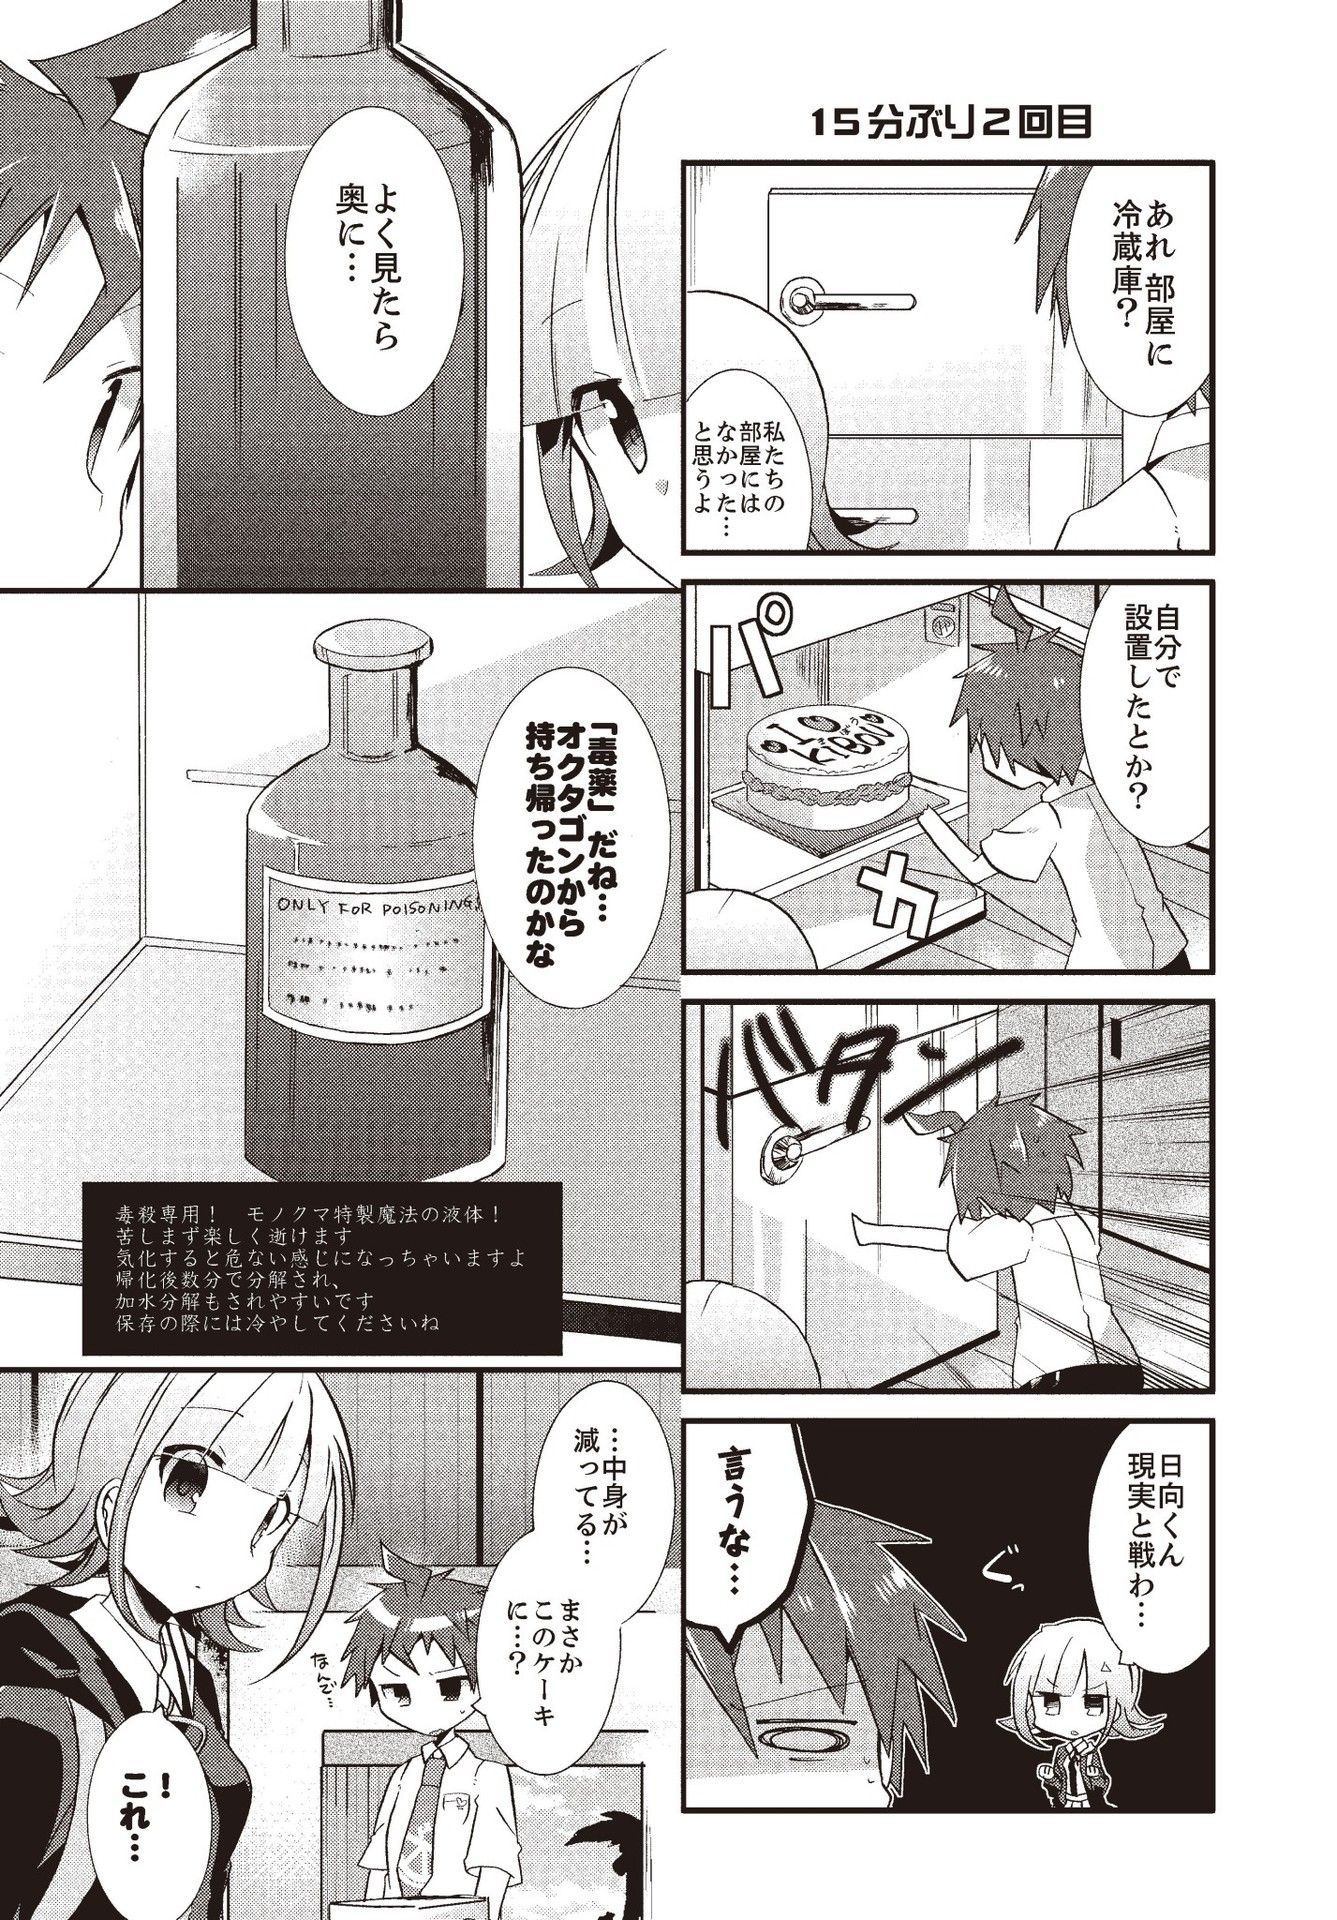 15分ぶり2回目
あれ 部屋に
冷蔵庫?
私たちの
部屋には
なかった…
と思うよ
自分で
設置したとか?
パ
カ
I
KIBOU
きぼう
バタン
日向くん
現実と戦わ…
ぐっ
言うな…
よく見たら
奥に…
「毒薬」だね…
オクタゴンから
持ち帰ったのかな
ONLY FOR POISONING!
毒殺専用! モノクマ特製魔法の液体!
苦しまず楽しく逝けます
気化すると危ない感じになっちゃいますよ
帰化後数分で分解され、
加水分解もされやすいです
保存の際には冷やしてくださいね
…中身が
減ってる…
まさか
このケーキ
に…?
なんで…
!
これ…